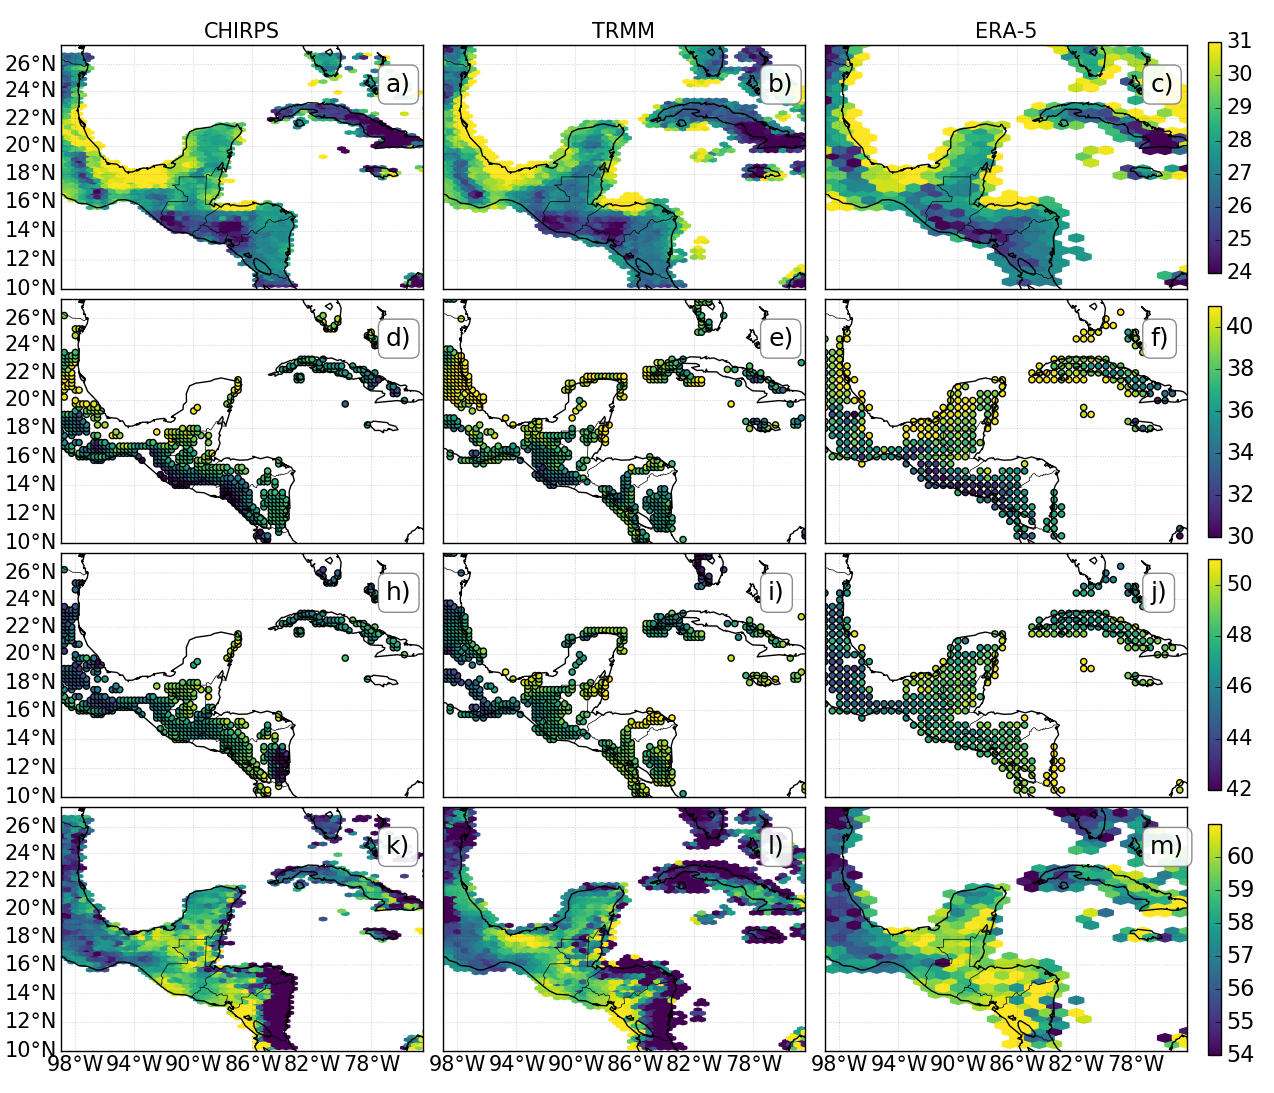 CHIRPS TRMM ERA-5
26°N 24°N 22°N 20°N 18°N 16°N 14°N 12°N 10°N
a) b) c)
31 30 29 28 27 26 25 24
26°N 24°N 22°N 20°N 18°N 16°N 14°N 12°N 10°N
d) e) f)
40 38 36 34 32 30
26°N 24°N 22°N 20°N 18°N 16°N 14°N 12°N 10°N
h) i) j)
50 48 46 44 42
26°N 24°N 22°N 20°N 18°N 16°N 14°N 12°N 10°N
k) l) m)
60 59 58 57 56 55 54
98°W 94°W 90°W 86°W 82°W 78°W 98°W 94°W 90°W 86°W 82°W 78°W 98°W 94°W 90°W 86°W 82°W 78°W